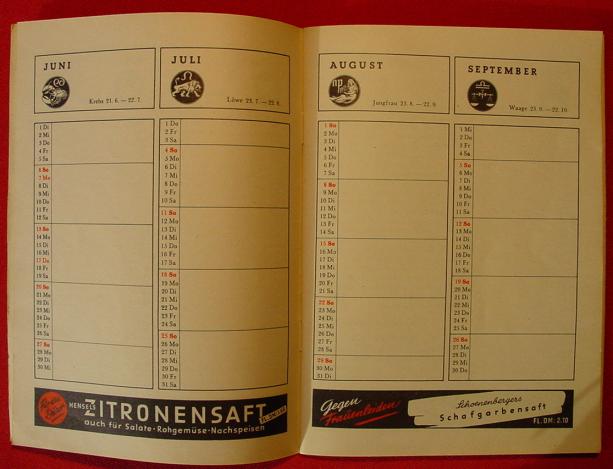 JUNI
Krebs 21. 6. — 22. 7.
1 Di
2 Mi
3 Do
4 Fr
5 Sa
6 So
7 Mo
8 Di
9 Mi
10 Do
11 Fr
12 Sa
13 So
14 Mo
15 Di
16 Mi
17 Do
18 Fr
19 Sa
20 So
21 Mo
22 Di
23 Mi
24 Do
25 Fr
26 Sa
27 So
28 Mo
29 Di
30 Mi
JULI
Löwe 23. 7. — 22. 8.
1 Do
2 Fr
3 Sa
4 So
5 Mo
6 Di
7 Mi
8 Do
9 Fr
10 Sa
11 So
12 Mo
13 Di
14 Mi
15 Do
16 Fr
17 Sa
18 So
19 Mo
20 Di
21 Mi
22 Do
23 Fr
24 Sa
25 So
26 Mo
27 Di
28 Mi
29 Do
30 Fr
31 Sa
HENSELS ZITRONENSAFT
auch für Salate · Rohgemüse · Nachspeisen
AUGUST
Jungfrau 23. 8. — 22. 9.
1 So
2 Mo
3 Di
4 Mi
5 Do
6 Fr
7 Sa
8 So
9 Mo
10 Di
11 Mi
12 Do
13 Fr
14 Sa
15 So
16 Mo
17 Di
18 Mi
19 Do
20 Fr
21 Sa
22 So
23 Mo
24 Di
25 Mi
26 Do
27 Fr
28 Sa
29 So
30 Mo
31 Di
SEPTEMBER
Waage 23. 9. — 22. 10.
1 Mi
2 Do
3 Fr
4 Sa
5 So
6 Mo
7 Di
8 Mi
9 Do
10 Fr
11 Sa
12 So
13 Mo
14 Di
15 Mi
16 Do
17 Fr
18 Sa
19 So
20 Mo
21 Di
22 Mi
23 Do
24 Fr
25 Sa
26 So
27 Mo
28 Di
29 Mi
30 Do
Gegen
Frauenleiden
Schoenenbergers
Schafgarbensaft
FL. DM: 2.10